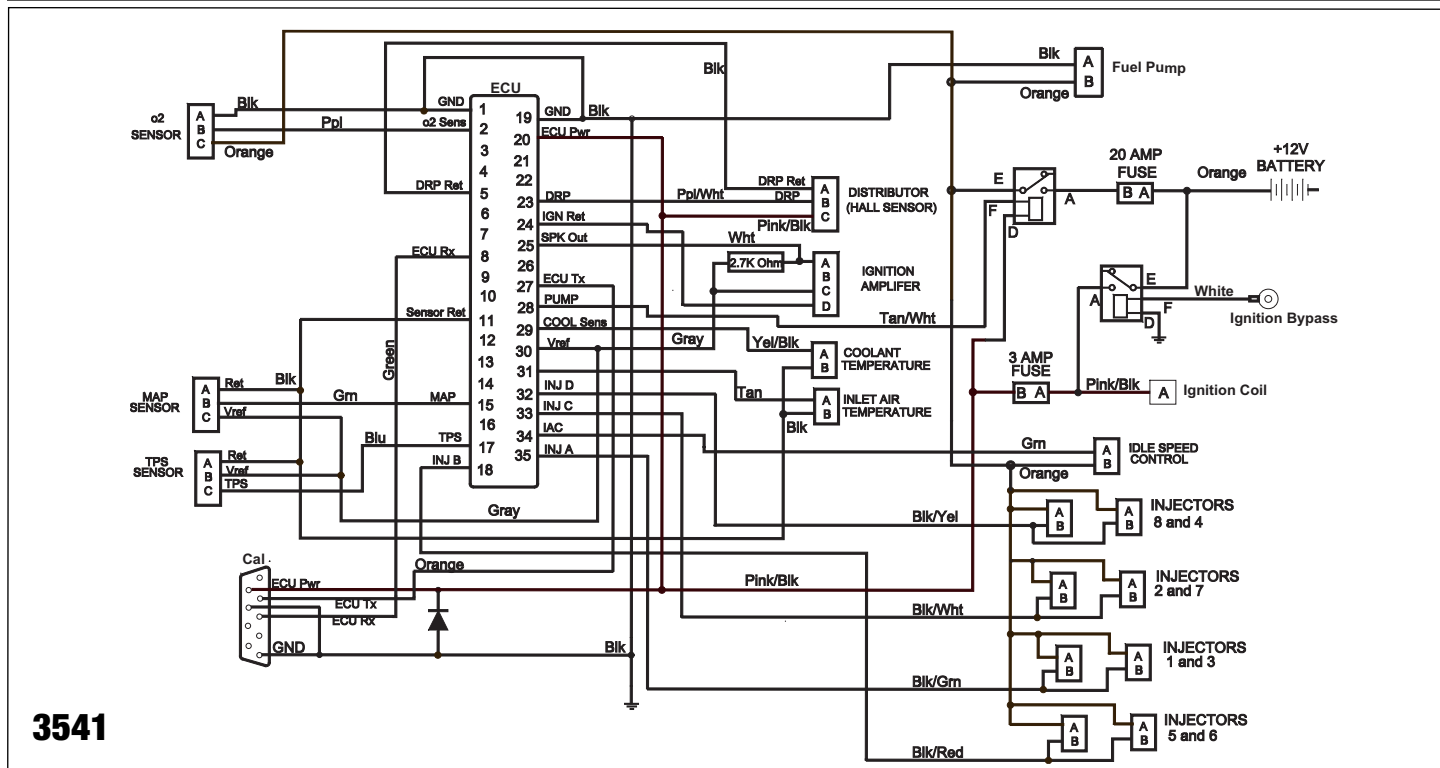 ECU
GND
1
o2 Sens
2
3
4
DRP Ret
5
6
7
ECU Rx
8
9
10
Sensor Ret
11
12
13
14
MAP
15
16
TPS
17
INJ B
18
19 GND Blk
20 ECU Pwr
21
22
23 DRP
24 IGN Ret
25 SPK Out
26
27 ECU Tx
28 PUMP
29 COOL Sens
30 Vref
31
32 INJ D
33 INJ C
34 IAC
35 INJ A
o2
SENSOR
A
B
C
Blk
Ppl
Orange
MAP
SENSOR
A
B
C
Ret
Vref
Blk
Grn
TPS
SENSOR
A
B
C
Ret
Vref
TPS
Blu
Green
Gray
Orange
Cal .
ECU Pwr
ECU Tx
ECU Rx
GND
Blk
Pink/Blk
Blk
A
B
Fuel Pump
Orange
Blk
DRP Ret
DRP
Ppl/Wht
Pink/Blk
A
B
C
DISTRIBUTOR
(HALL SENSOR)
Wht
2.7K Ohm
A
B
C
D
IGNITION
AMPLIFER
Tan/Wht
Gray
Yel/Blk
A
B
COOLANT
TEMPERATURE
Tan
Blk
A
B
INLET AIR
TEMPERATURE
E
F
D
A
20 AMP
FUSE
B A
Orange
+12V
BATTERY
A
E
F
D
White
Ignition Bypass
3 AMP
FUSE
B A
Pink/Blk
A
Ignition Coil
Grn
Orange
A
B
IDLE SPEED
CONTROL
Blk/Yel
A
B
A
B
INJECTORS
8 and 4
Blk/Wht
A
B
A
B
INJECTORS
2 and 7
Blk/Grn
A
B
A
B
INJECTORS
1 and 3
Blk/Red
A
B
A
B
INJECTORS
5 and 6
3541